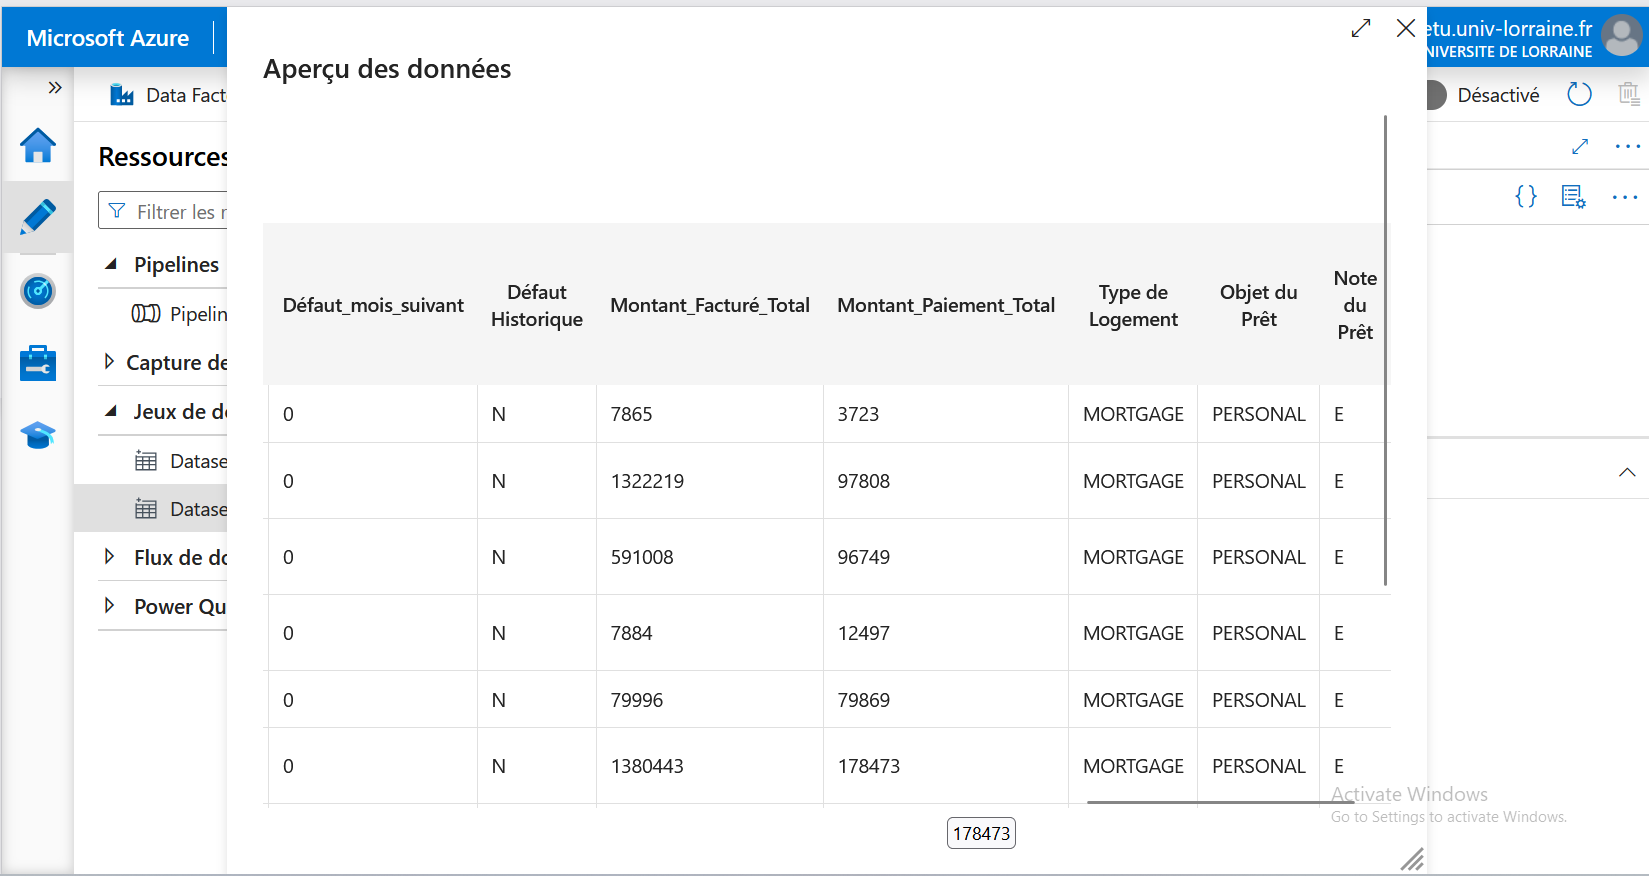 Microsoft Azure
etu.univ-lorraine.fr
NIVERSITE DE LORRAINE
Data Fact
Désactivé
Ressources
Filtrer les r
Pipelines
Pipelin
Capture de
Jeux de d
Datase
Datase
Flux de do
Power Qu
Aperçu des données
Défaut_mois_suivant Défaut Historique Montant_Facturé_Total Montant_Paiement_Total Type de Logement Objet du Prêt Note du Prêt
0 N 7865 3723 MORTGAGE PERSONAL E
0 N 1322219 97808 MORTGAGE PERSONAL E
0 N 591008 96749 MORTGAGE PERSONAL E
0 N 7884 12497 MORTGAGE PERSONAL E
0 N 79996 79869 MORTGAGE PERSONAL E
0 N 1380443 178473 MORTGAGE PERSONAL E
178473
Activate Windows
Go to Settings to activate Windows.